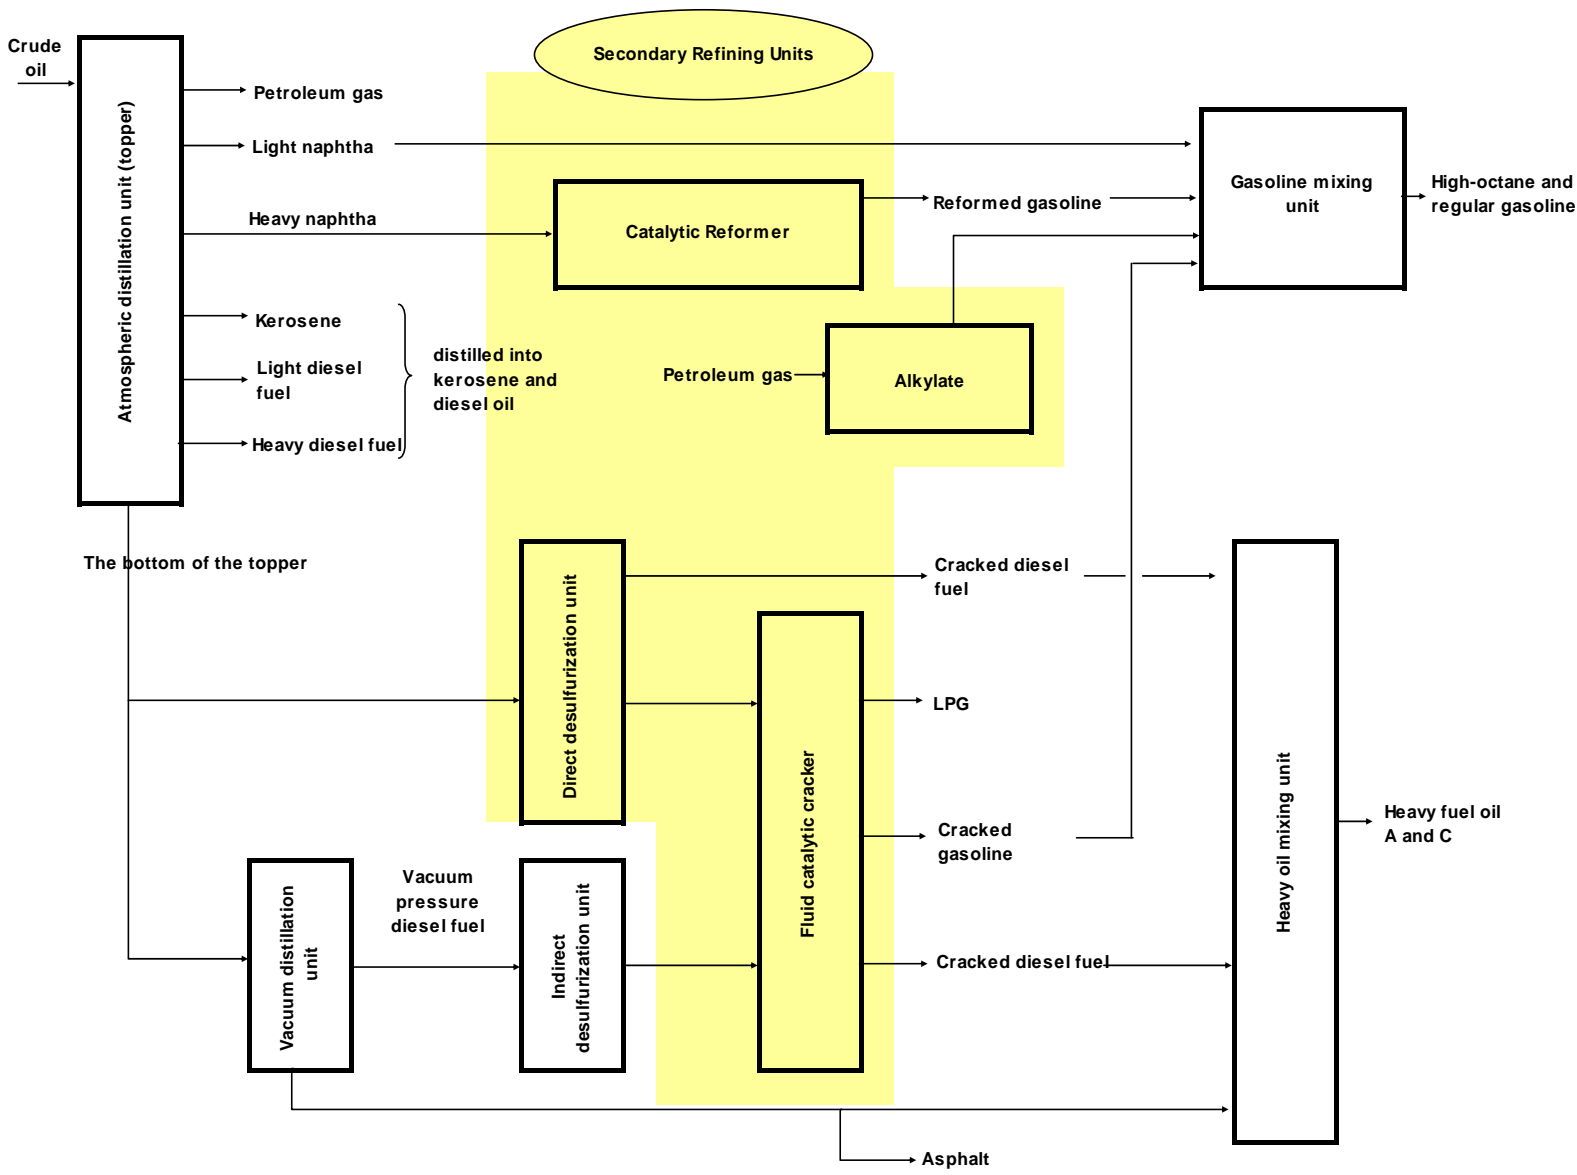 Crude
oil
Secondary Refining Units
Petroleum gas
Atmospheric distillation unit (topper)
Light naphtha
Gasoline mixing
unit
High-octane and
regular gasoline
Reformed gasoline
Heavy naphtha
Catalytic Reformer
Kerosene
Light diesel
fuel
Heavy diesel fuel
distilled into
kerosene and
diesel oil
Petroleum gas
Alkylate
The bottom of the topper
Direct desulfurization unit
Cracked diesel
fuel
Fluid catalytic cracker
LPG
Heavy oil mixing unit
Heavy fuel oil
A and C
Cracked
gasoline
Vacuum distillation
unit
Vacuum
pressure
diesel fuel
Indirect
desulfurization unit
Cracked diesel fuel
Asphalt